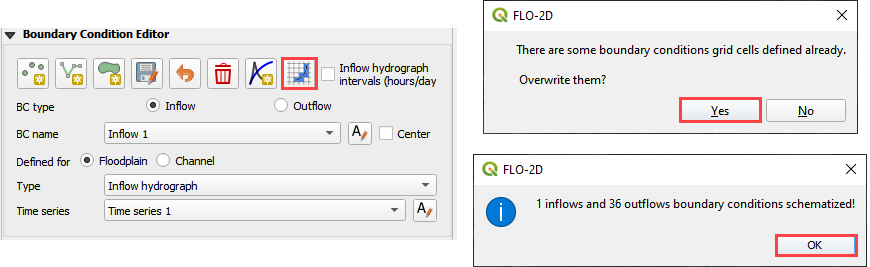 Boundary Condition Editor
Inflow hydrograph
intervals (hours/day
BC type
Inflow
Outflow
BC name
Inflow 1
Center
Defined for
Floodplain
Channel
Type
Inflow hydrograph
Time series
Time series 1
FLO-2D
There are some boundary conditions grid cells defined already.
Overwrite them?
Yes
No
FLO-2D
1 inflows and 36 outflows boundary conditions schematized!
OK